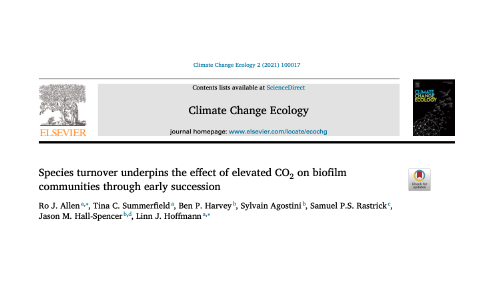 Climate Change Ecology 2 (2021) 100017
Contents lists available at ScienceDirect
Climate Change Ecology
journal homepage: www.elsevier.com/locate/ecochg
ELSEVIER
CLIMATE
CHANGE
ECOLOGY
Species turnover underpins the effect of elevated CO₂ on biofilm
communities through early succession
Check for
updates
Ro J. Allen a,*, Tina C. Summerfield a, Ben P. Harvey b, Sylvain Agostini b, Samuel P.S. Rastrick c,
Jason M. Hall-Spencer b,d, Linn J. Hoffmann a,*